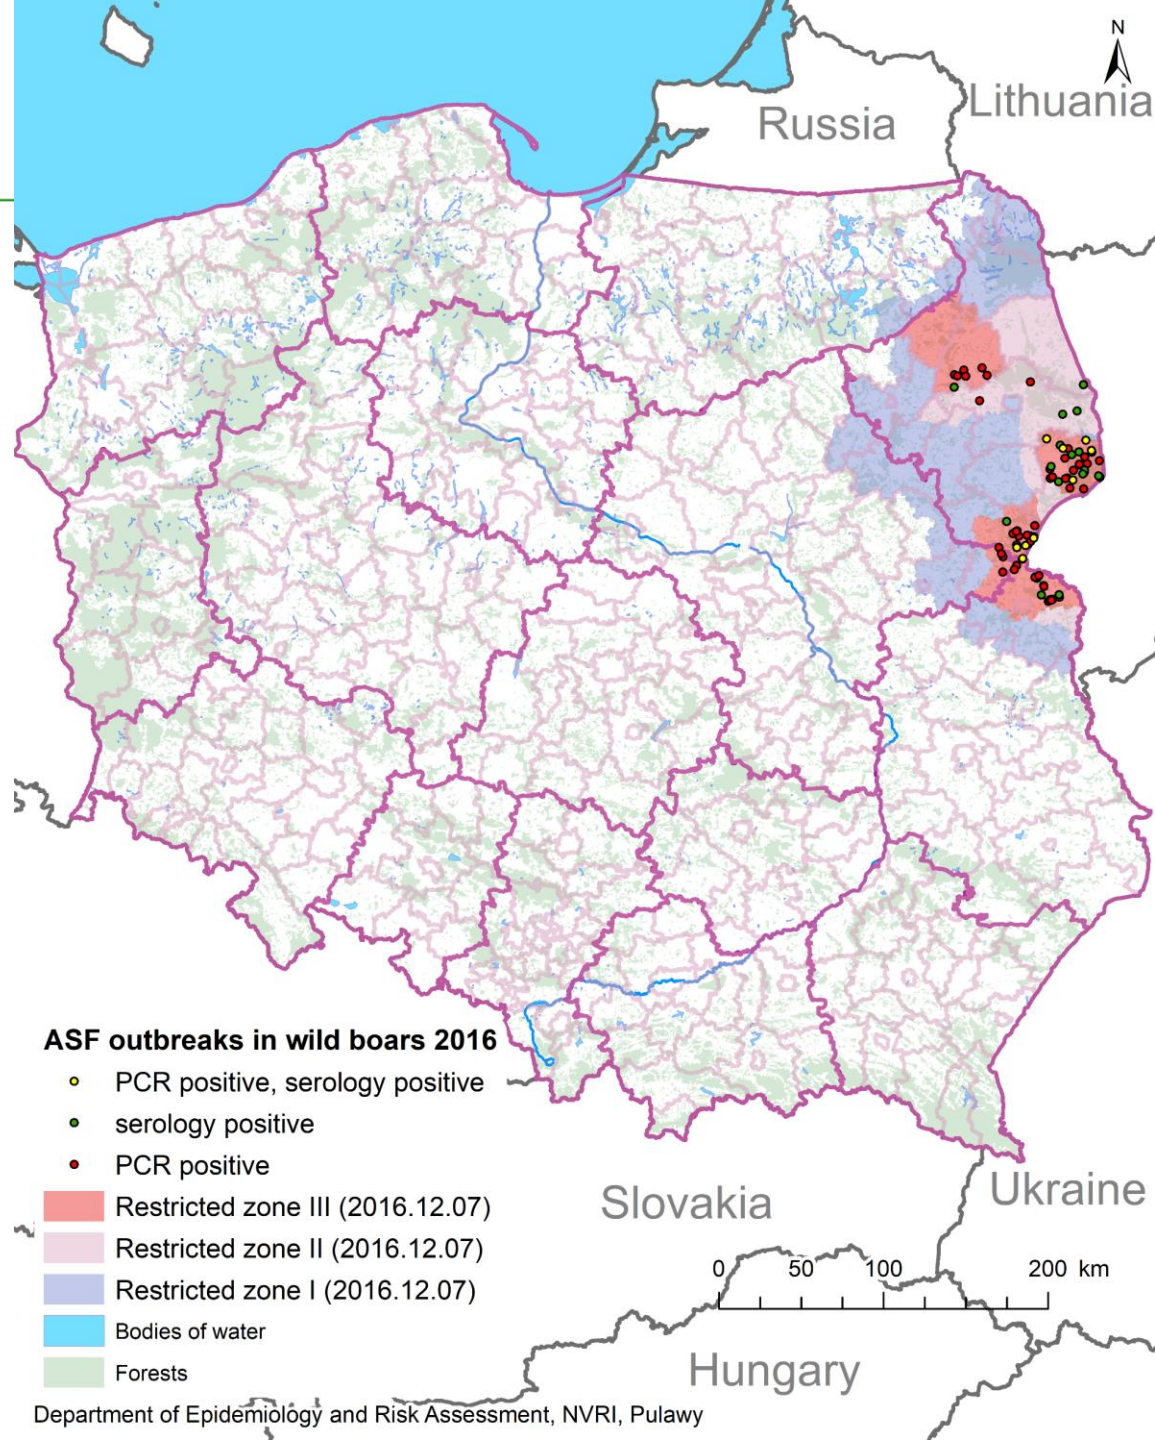 N
Lithuania
Russia
ASF outbreaks in wild boars 2016
PCR positive, serology positive
serology positive
PCR positive
Restricted zone III (2016.12.07)
Restricted zone II (2016.12.07)
Restricted zone I (2016.12.07)
Bodies of water
Forests
Slovakia
Ukraine
0 50 100 200 km
Hungary
Department of Epidemiology and Risk Assessment, NVRI, Pulawy